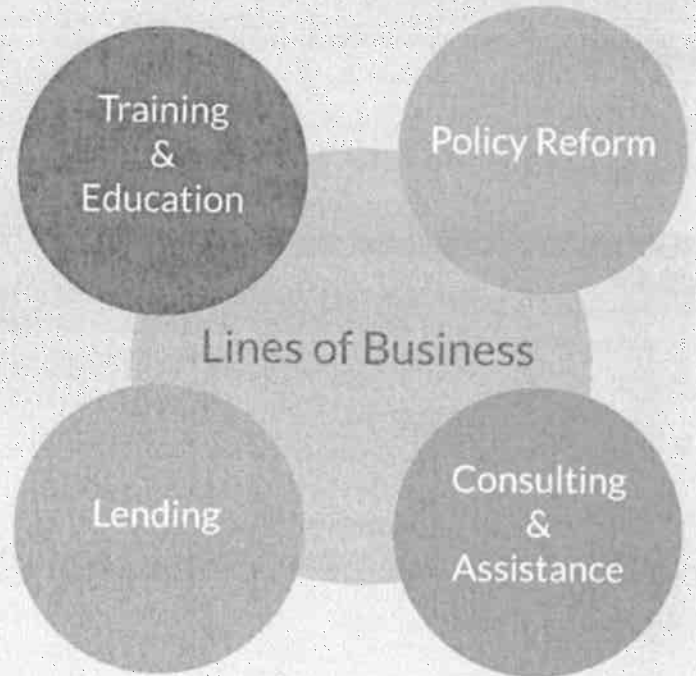 Training
&
Education
Policy Reform
Lines of Business
Lending
Consulting
&
Assistance